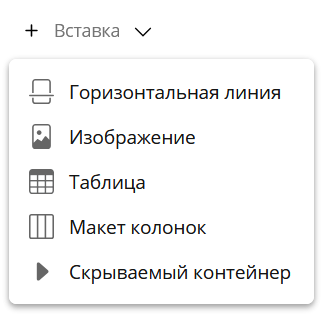 Вставка
Горизонтальная линия
Изображение
Таблица
Макет колонок
Скрываемый контейнер